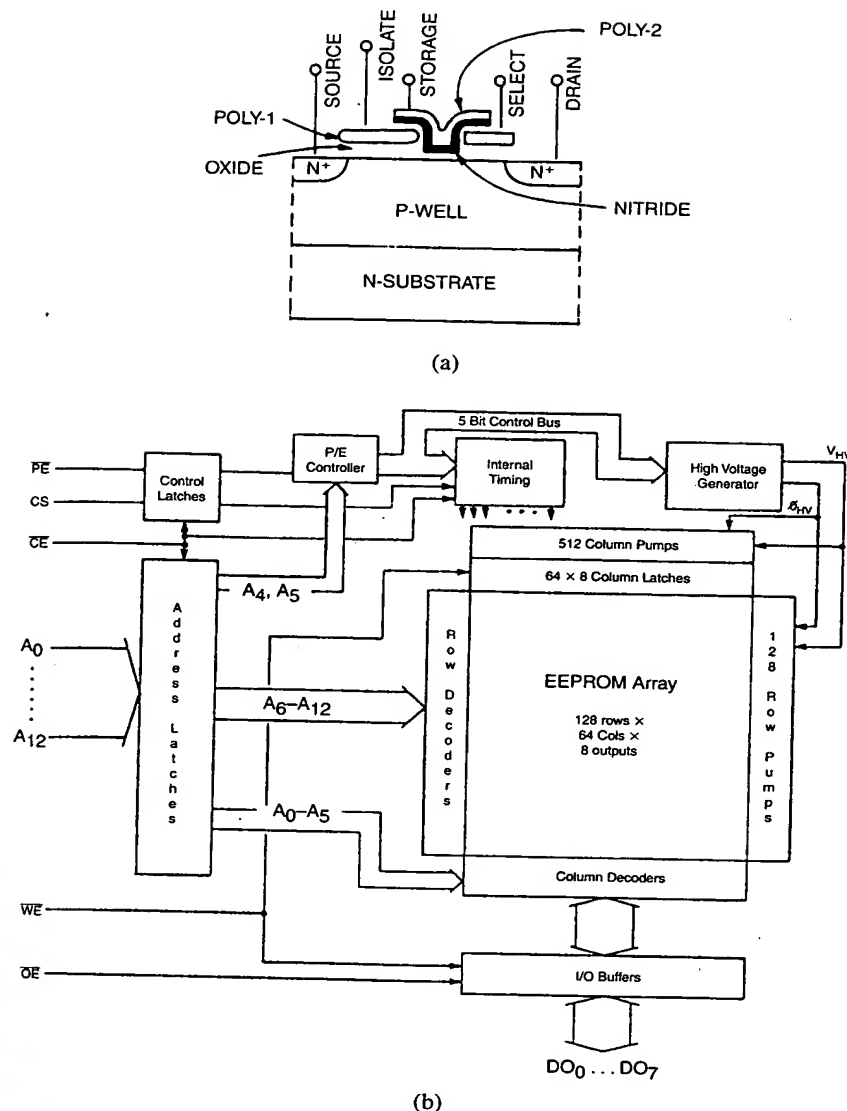 SOURCE
ISOLATE
STORAGE
POLY-2
SELECT
DRAIN
POLY-1
OXIDE
N+
N+
P-WELL
NITRIDE
N-SUBSTRATE
(a)
5 Bit Control Bus
VHV
PE
CS
CE
Control
Latches
P/E
Controller
Internal
Timing
High Voltage
Generator
ØHV
512 Column Pumps
64 × 8 Column Latches
A4, A5
A0
A12
Address
Latches
A6–A12
Row Decoders
EEPROM Array
128 rows ×
64 Cols ×
8 outputs
128 Row Pumps
A0–A5
Column Decoders
WE
OE
I/O Buffers
DO0 ... DO7
(b)